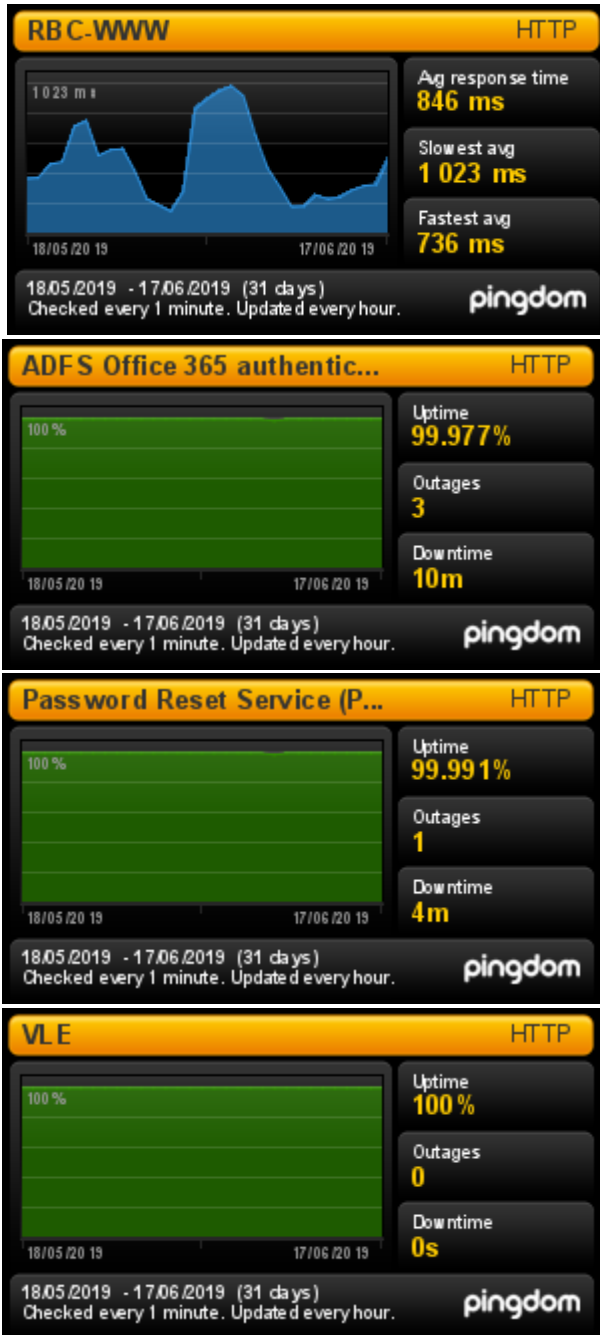 RBC-WWW HTTP
1 023 ms
Avg response time
846 ms
Slowest avg
1 023 ms
Fastest avg
736 ms
18/05/2019 17/06/2019
18/05/2019 - 17/06/2019 (31 days)
Checked every 1 minute. Updated every hour.
pingdom
ADFS Office 365 authentic... HTTP
100 %
Uptime
99.977%
Outages
3
Downtime
10m
18/05/2019 17/06/2019
18/05/2019 - 17/06/2019 (31 days)
Checked every 1 minute. Updated every hour.
pingdom
Password Reset Service (P... HTTP
100 %
Uptime
99.991%
Outages
1
Downtime
4m
18/05/2019 17/06/2019
18/05/2019 - 17/06/2019 (31 days)
Checked every 1 minute. Updated every hour.
pingdom
VLE HTTP
100 %
Uptime
100 %
Outages
0
Downtime
0s
18/05/2019 17/06/2019
18/05/2019 - 17/06/2019 (31 days)
Checked every 1 minute. Updated every hour.
pingdom